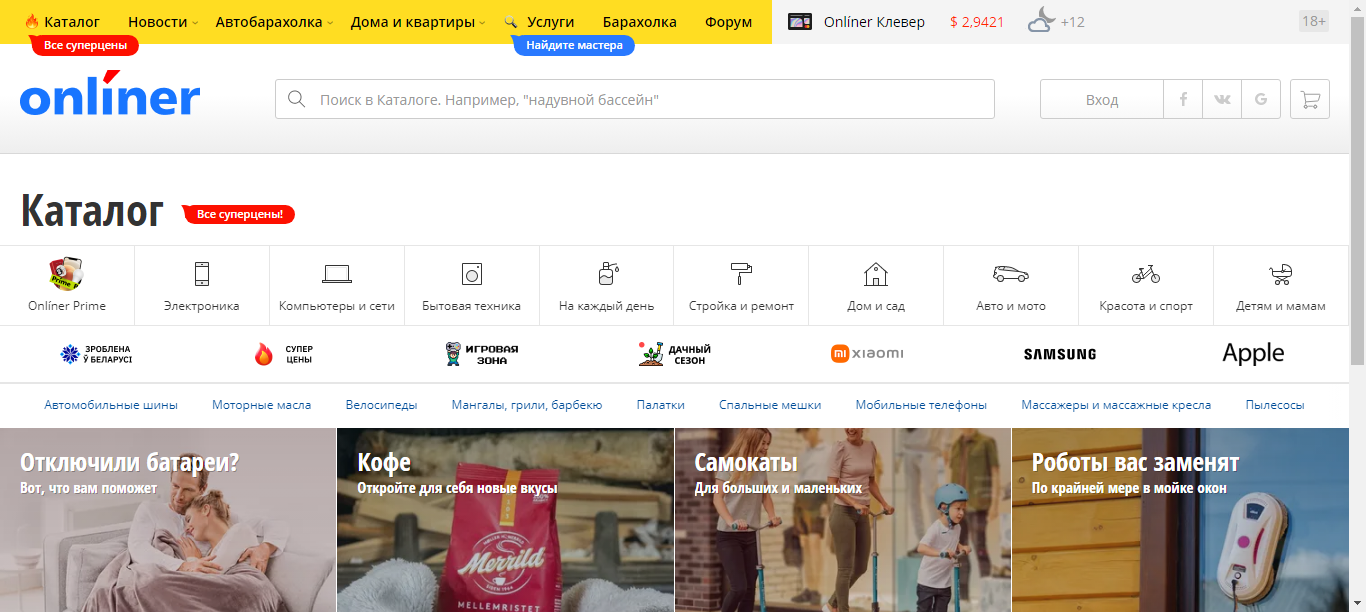 Каталог Новости Автобарахолка Дома и квартиры Услуги Барахолка Форум Onlíner Клевер $ 2,9421 +12 18+
Все суперцены Найдите мастера
onlíner
Поиск в Каталоге. Например, "надувной бассейн"
Вход
Каталог
Все суперцены!
Prime
Onlíner Prime Электроника Компьютеры и сети Бытовая техника На каждый день Стройка и ремонт Дом и сад Авто и мото Красота и спорт Детям и мамам
ЗРОБЛЕНА
Ў БЕЛАРУСІ
СУПЕР
ЦЕНЫ
ИГРОВАЯ
ЗОНА
ДАЧНЫЙ
СЕЗОН
mi xiaomi
SAMSUNG
Apple
Автомобильные шины Моторные масла Велосипеды Мангалы, грили, барбекю Палатки Спальные мешки Мобильные телефоны Массажеры и массажные кресла Пылесосы
Отключили батареи?
Вот, что вам поможет
Кофе
Откройте для себя новые вкусы
Merrild
MELLEMRISTET
Самокаты
Для больших и маленьких
Роботы вас заменят
По крайней мере в мойке окон